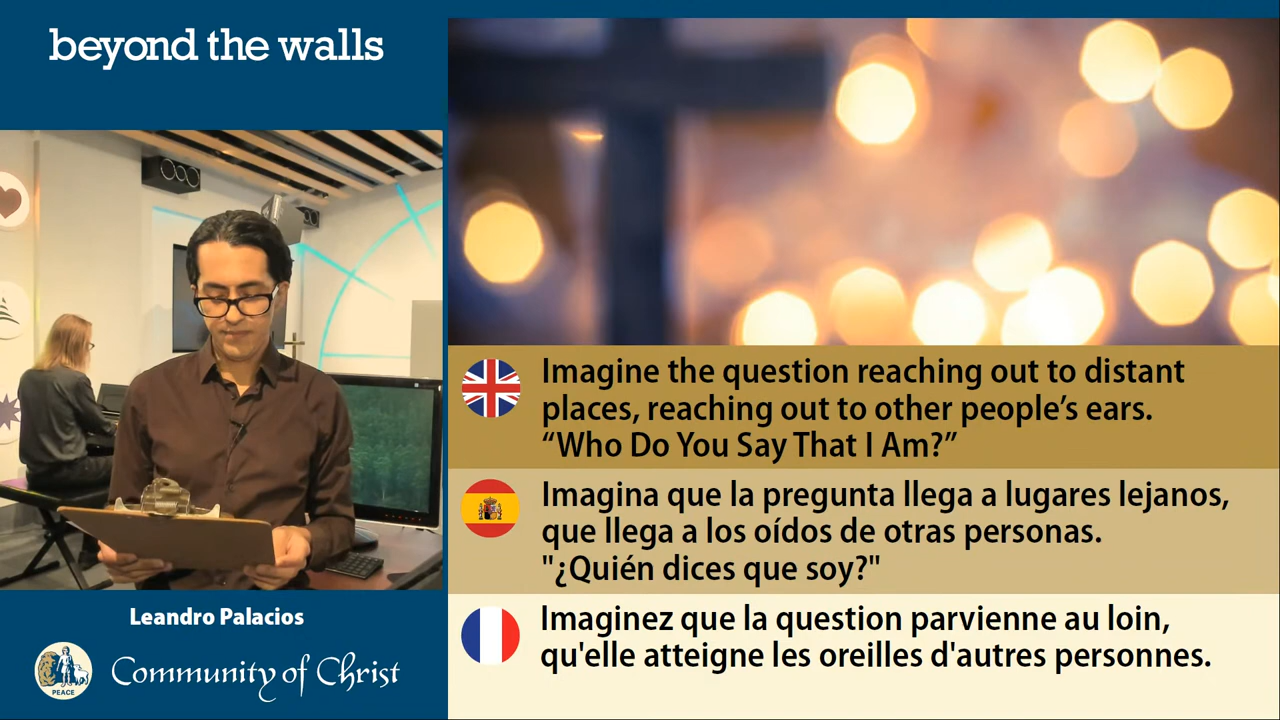 beyond the walls
Leandro Palacios
PEACE
Community of Christ
Imagine the question reaching out to distant
places, reaching out to other people’s ears.
“Who Do You Say That I Am?”
Imagina que la pregunta llega a lugares lejanos,
que llega a los oídos de otras personas.
"¿Quién dices que soy?"
Imaginez que la question parvienne au loin,
qu'elle atteigne les oreilles d'autres personnes.